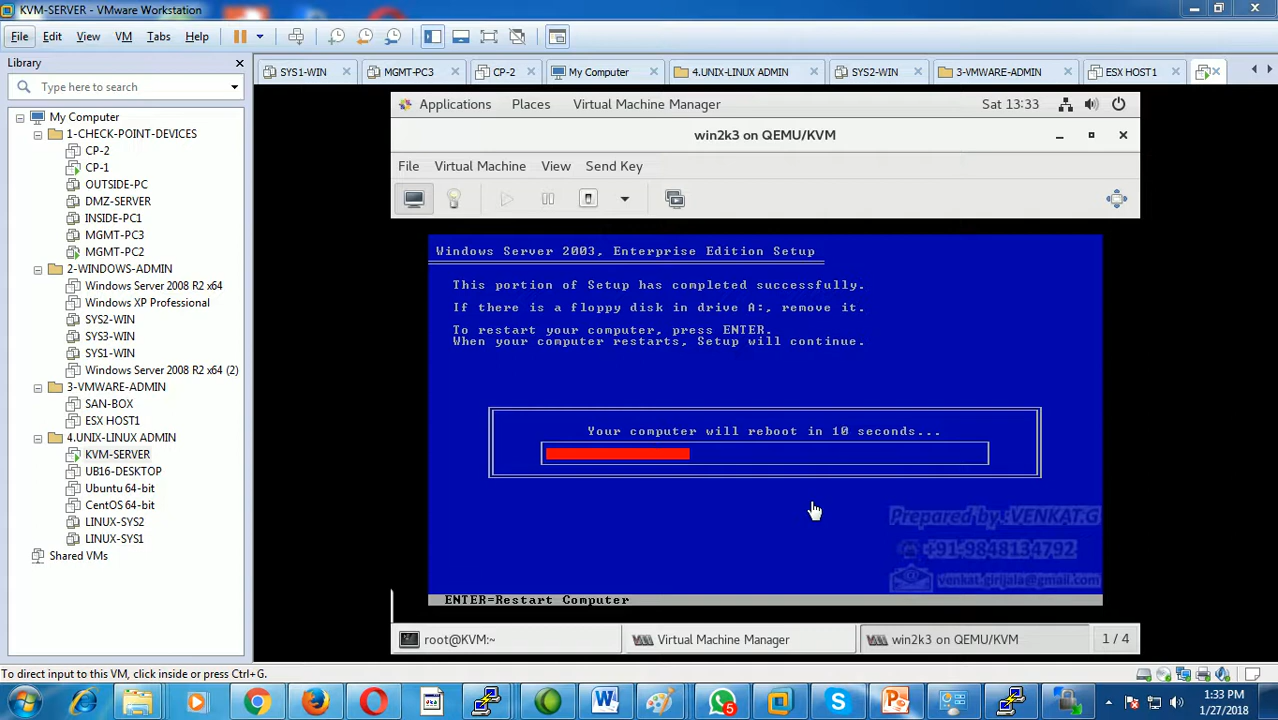 KVM-SERVER - VMware Workstation
File Edit View VM Tabs Help
Library
Type here to search
SYS1-WIN
MGMT-PC3
CP-2
My Computer
4.UNIX-LINUX ADMIN
SYS2-WIN
3-VMWARE-ADMIN
ESX HOST1
My Computer
1-CHECK-POINT-DEVICES
CP-2
CP-1
OUTSIDE-PC
DMZ-SERVER
INSIDE-PC1
MGMT-PC3
MGMT-PC2
2-WINDOWS-ADMIN
Windows Server 2008 R2 x64
Windows XP Professional
SYS2-WIN
SYS3-WIN
SYS1-WIN
Windows Server 2008 R2 x64 (2)
3-VMWARE-ADMIN
SAN-BOX
ESX HOST1
4.UNIX-LINUX ADMIN
KVM-SERVER
UB16-DESKTOP
Ubuntu 64-bit
CentOS 64-bit
LINUX-SYS2
LINUX-SYS1
Shared VMs
Applications Places Virtual Machine Manager Sat 13:33
win2k3 on QEMU/KVM
File Virtual Machine View Send Key
Windows Server 2003, Enterprise Edition Setup
This portion of Setup has completed successfully.
If there is a floppy disk in drive A:, remove it.
To restart your computer, press ENTER.
When your computer restarts, Setup will continue.
Your computer will reboot in 10 seconds...
Prepared by :VENKAT.G
+91-9848134792
venkat.girijala@gmail.com
ENTER=Restart Computer
root@KVM:~
Virtual Machine Manager
win2k3 on QEMU/KVM
1 / 4
To direct input to this VM, click inside or press Ctrl+G.
5
1:33 PM
1/27/2018